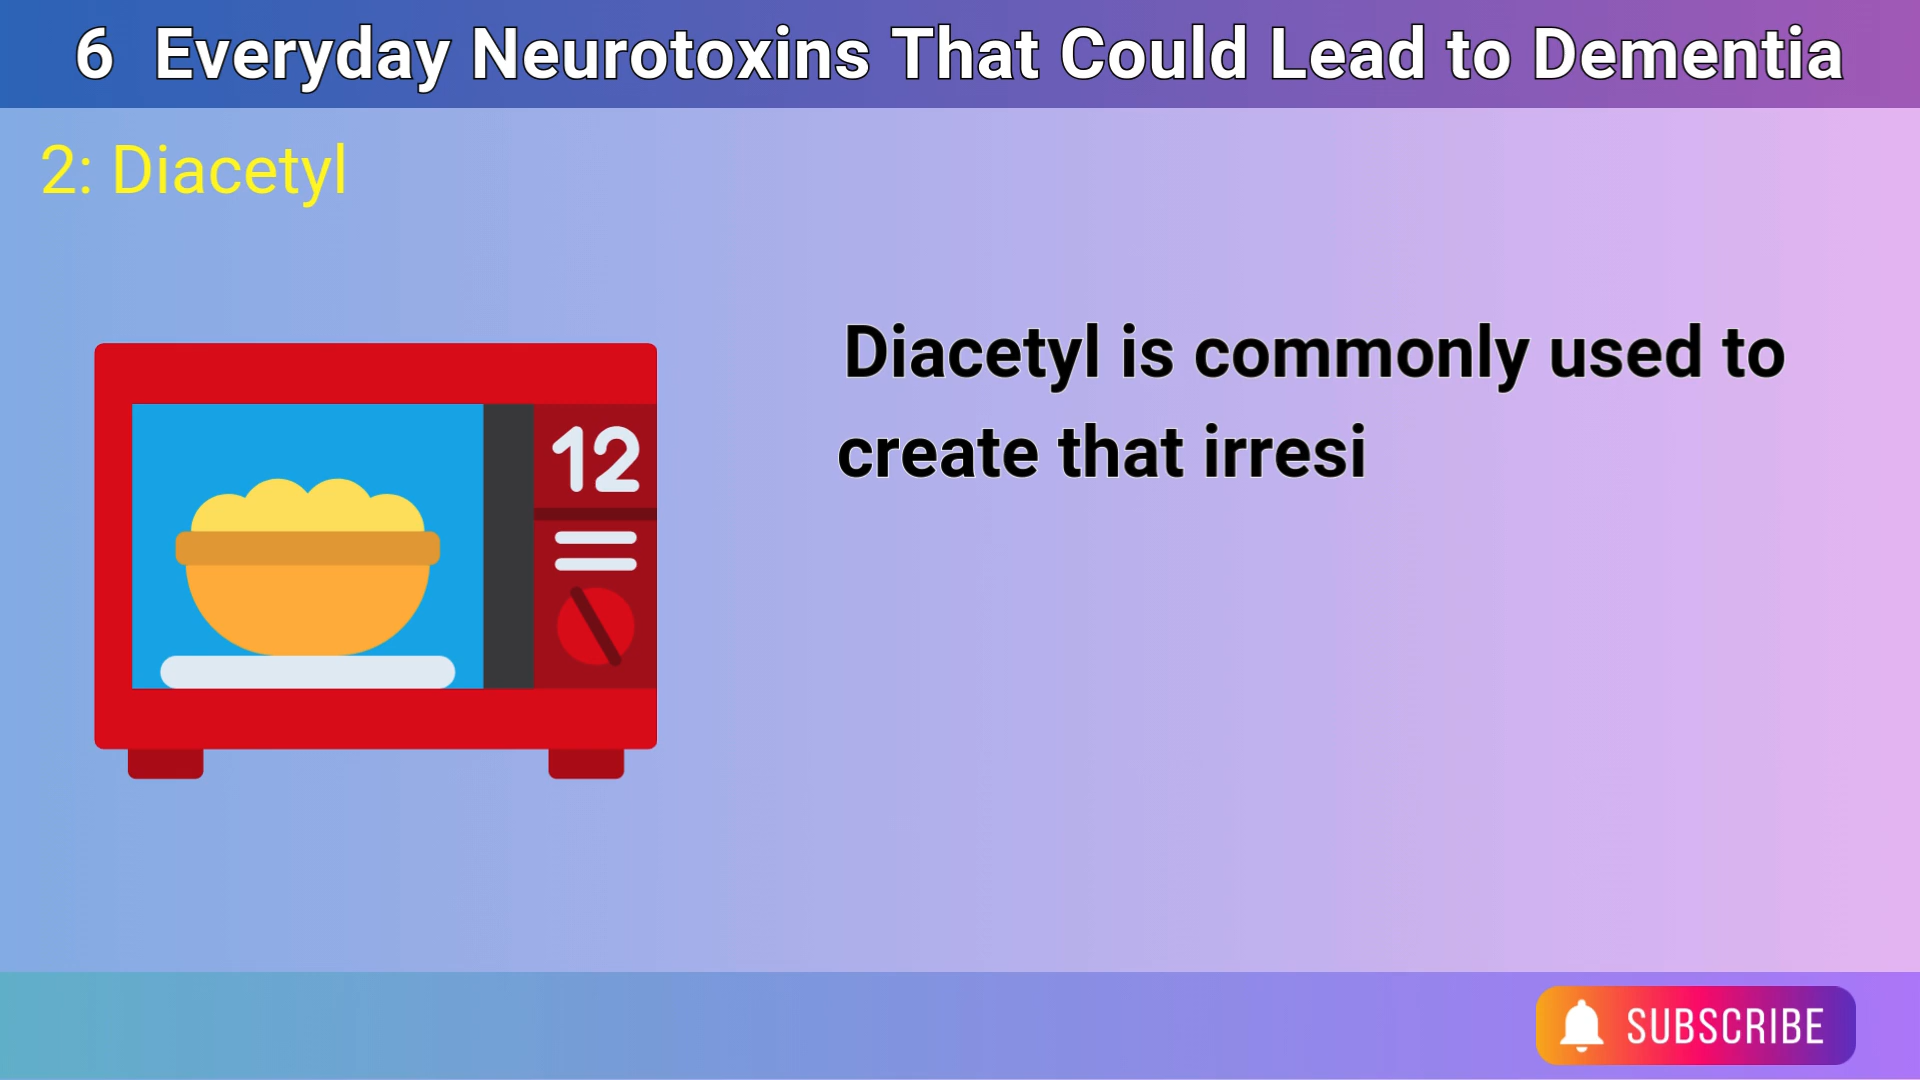 6 Everyday Neurotoxins That Could Lead to Dementia
2: Diacetyl
Diacetyl is commonly used to
create that irresi
12
SUBSCRIBE